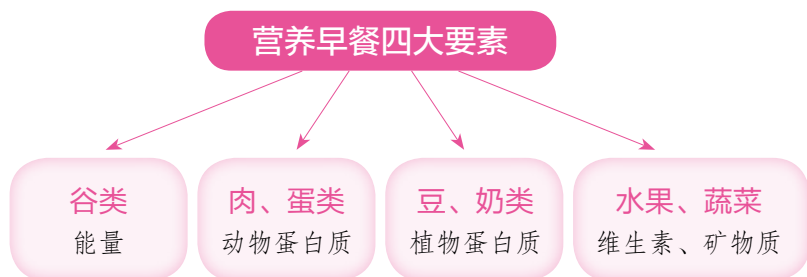 营养早餐四大要素
谷类
能量
肉、蛋类
动物蛋白质
豆、奶类
植物蛋白质
水果、蔬菜
维生素、矿物质